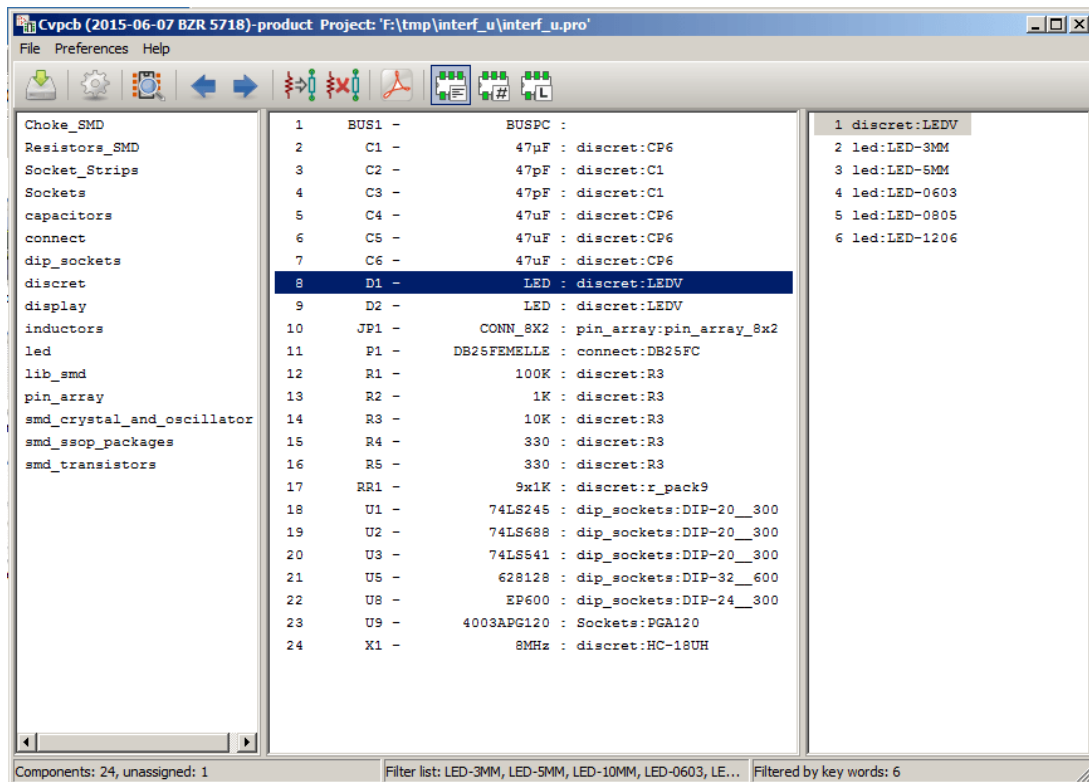 Cvpcb (2015-06-07 BZR 5718)-product Project: 'F:\tmp\interf_u\interf_u.pro'
File Preferences Help
Choke_SMD
Resistors_SMD
Socket_Strips
Sockets
capacitors
connect
dip_sockets
discret
display
inductors
led
lib_smd
pin_array
smd_crystal_and_oscillator
smd_ssop_packages
smd_transistors
1 BUS1 - BUSPC :
2 C1 - 47µF : discret:CP6
3 C2 - 47pF : discret:C1
4 C3 - 47pF : discret:C1
5 C4 - 47uF : discret:CP6
6 C5 - 47uF : discret:CP6
7 C6 - 47uF : discret:CP6
8 D1 - LED : discret:LEDV
9 D2 - LED : discret:LEDV
10 JP1 - CONN_8X2 : pin_array:pin_array_8x2
11 P1 - DB25FEMELLE : connect:DB25FC
12 R1 - 100K : discret:R3
13 R2 - 1K : discret:R3
14 R3 - 10K : discret:R3
15 R4 - 330 : discret:R3
16 R5 - 330 : discret:R3
17 RR1 - 9x1K : discret:r_pack9
18 U1 - 74LS245 : dip_sockets:DIP-20__300
19 U2 - 74LS688 : dip_sockets:DIP-20__300
20 U3 - 74LS541 : dip_sockets:DIP-20__300
21 U5 - 628128 : dip_sockets:DIP-32__600
22 U8 - EP600 : dip_sockets:DIP-24__300
23 U9 - 4003APG120 : Sockets:PGA120
24 X1 - 8MHz : discret:HC-18UH
1 discret:LEDV
2 led:LED-3MM
3 led:LED-5MM
4 led:LED-0603
5 led:LED-0805
6 led:LED-1206
Components: 24, unassigned: 1
Filter list: LED-3MM, LED-5MM, LED-10MM, LED-0603, LE...
Filtered by key words: 6